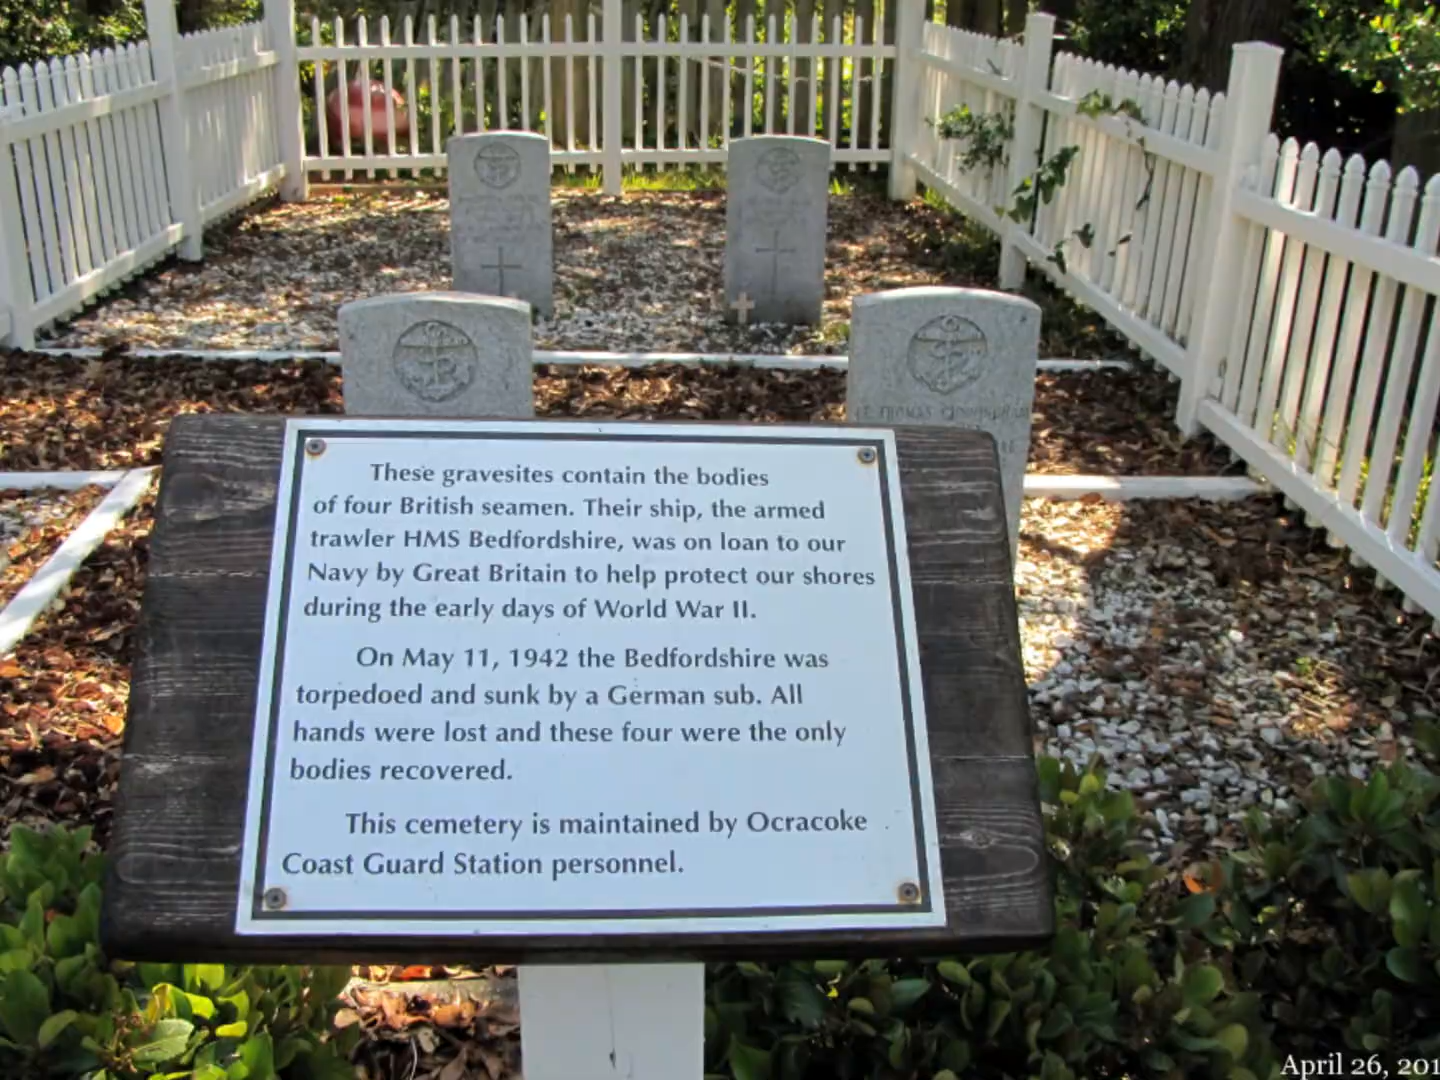 LT. THOMAS CUNNINGHAM
These gravesites contain the bodies
of four British seamen. Their ship, the armed
trawler HMS Bedfordshire, was on loan to our
Navy by Great Britain to help protect our shores
during the early days of World War II.
On May 11, 1942 the Bedfordshire was
torpedoed and sunk by a German sub. All
hands were lost and these four were the only
bodies recovered.
This cemetery is maintained by Ocracoke
Coast Guard Station personnel.
April 26, 201